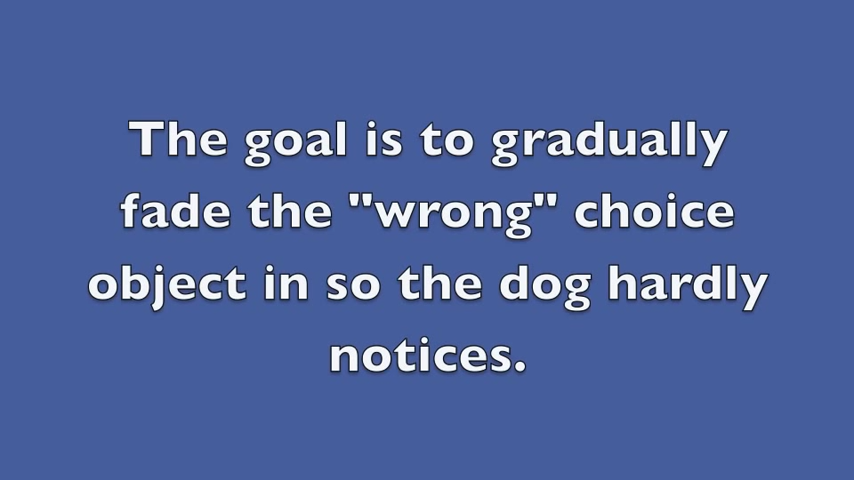 The goal is to gradually
fade the "wrong" choice
object in so the dog hardly
notices.